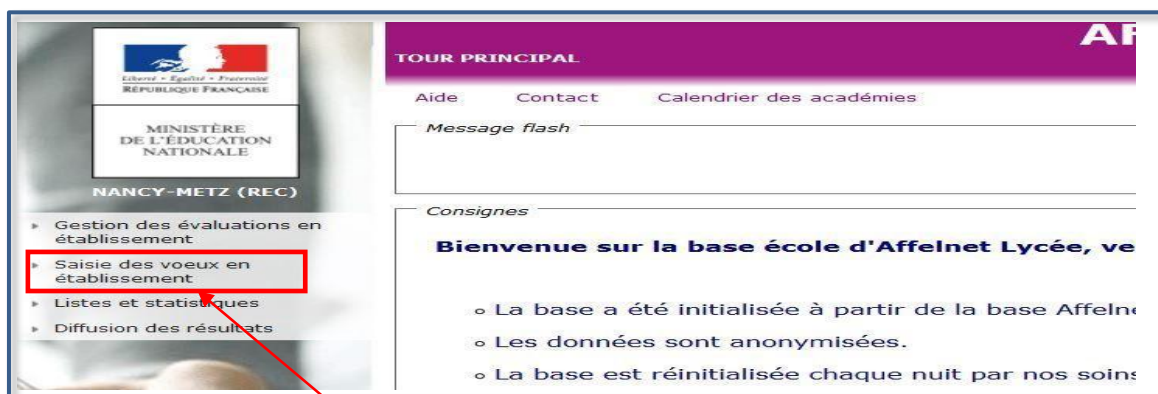 Liberté • Égalité • Fraternité
RÉPUBLIQUE FRANÇAISE
MINISTÈRE
DE L'ÉDUCATION
NATIONALE
NANCY-METZ (REC)
Gestion des évaluations en
établissement
Saisie des voeux en
établissement
Listes et statistiques
Diffusion des résultats
AF
TOUR PRINCIPAL
Aide Contact Calendrier des académies
Message flash
Consignes
Bienvenue sur la base école d'Affelnet Lycée, ve
La base a été initialisée à partir de la base Affelne
Les données sont anonymisées.
La base est réinitialisée chaque nuit par nos soins